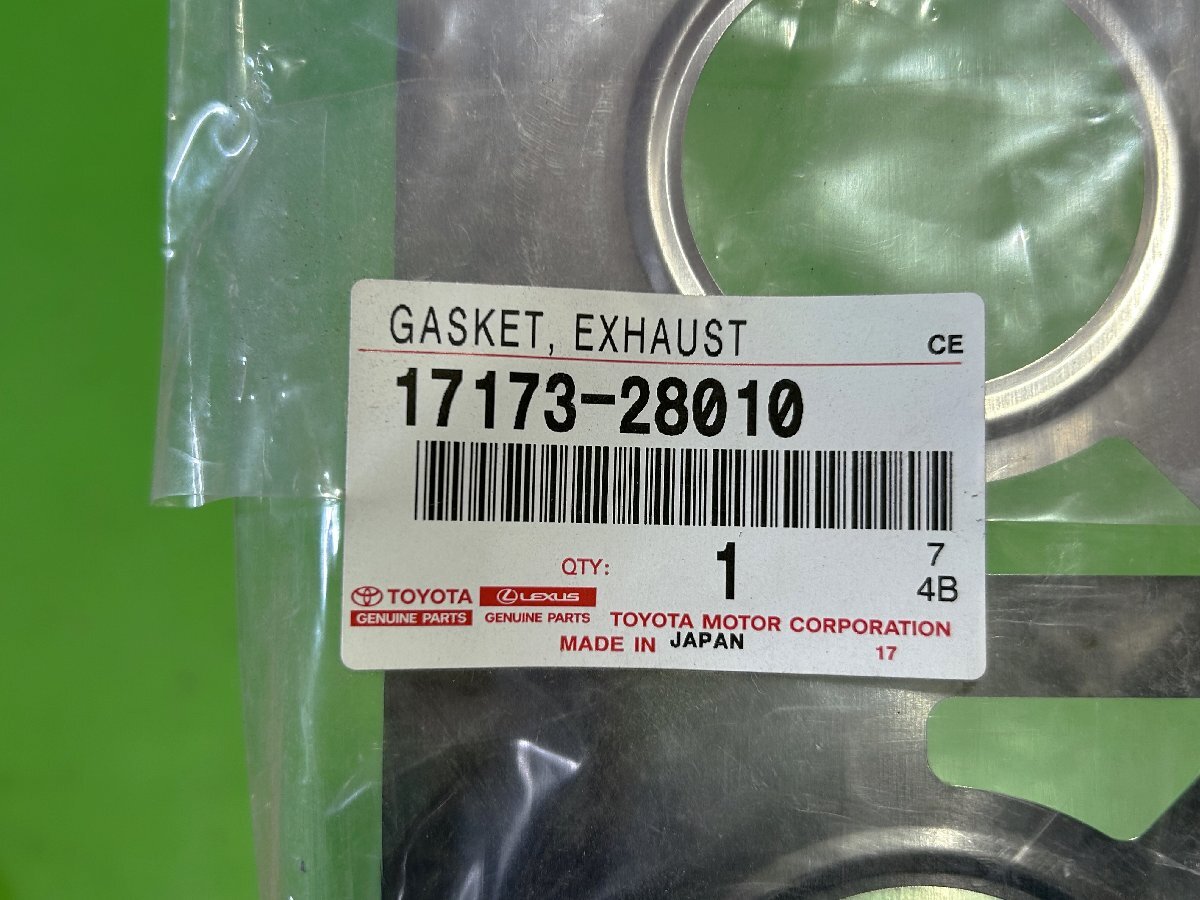 GASKET, EXHAUST CE
17173-28010
QTY: 1 7
4B
TOYOTA LEXUS
GENUINE PARTS GENUINE PARTS TOYOTA MOTOR CORPORATION
MADE IN JAPAN 17